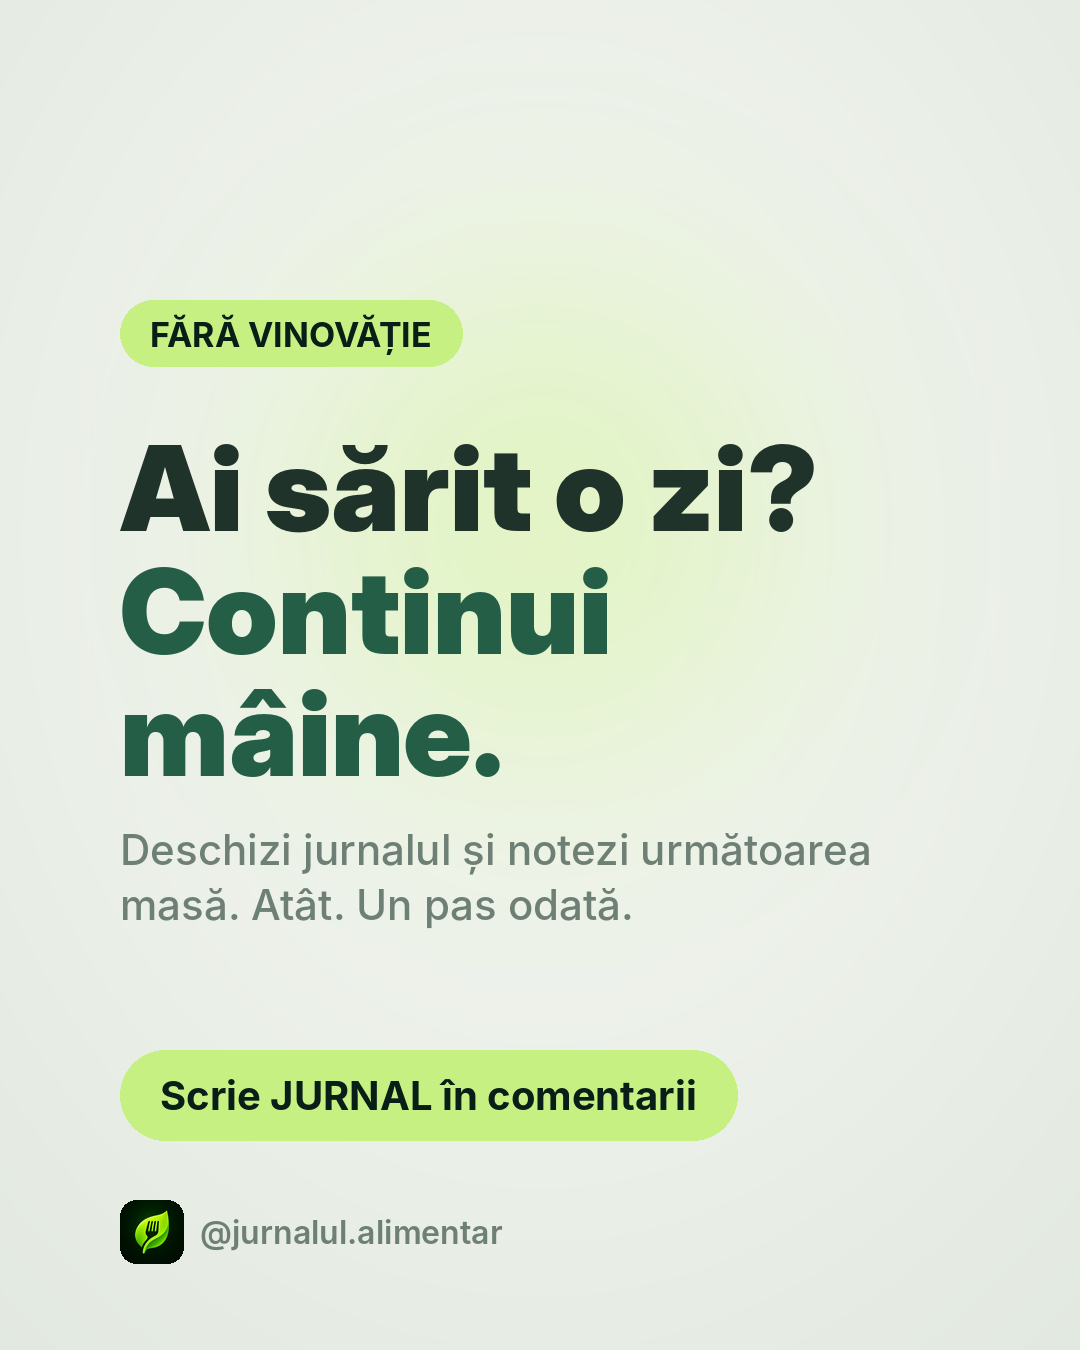 FĂRĂ VINOVĂȚIE
Ai sărit o zi?
Continui
mâine.
Deschizi jurnalul și notezi următoarea
masă. Atât. Un pas odată.
Scrie JURNAL în comentarii
@jurnalul.alimentar